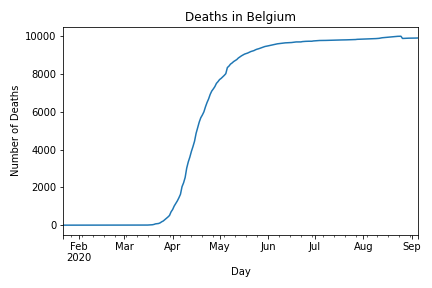 Deaths in Belgium
Number of Deaths
10000
8000
6000
4000
2000
0
Feb Mar Apr May Jun Jul Aug Sep
2020
Day